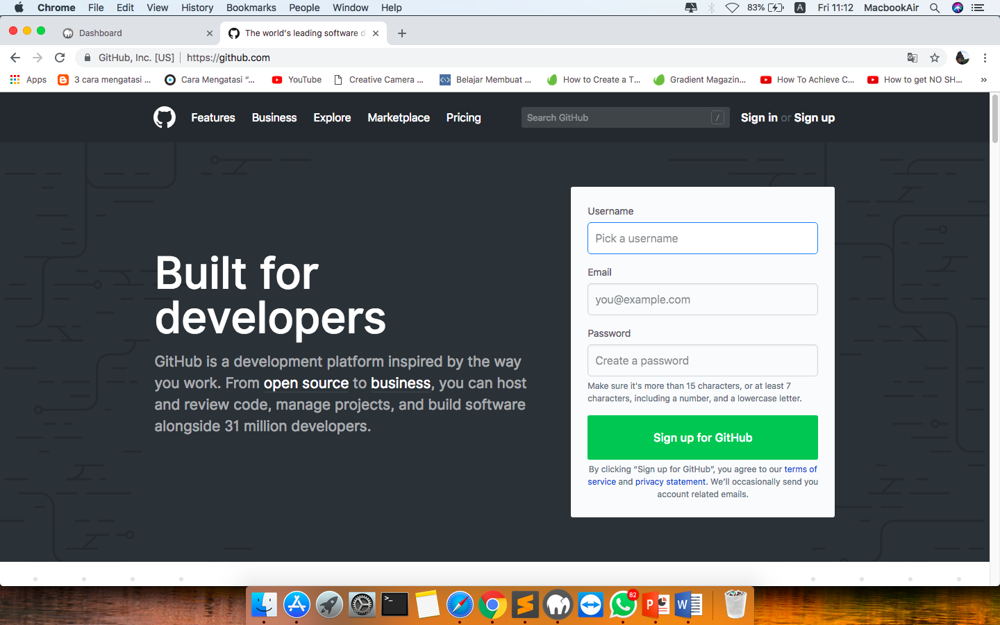 Chrome File Edit View History Bookmarks People Window Help 83% A Fri 11:12 MacbookAir
Dashboard The world's leading software d
GitHub, Inc. [US] https://github.com
Apps 3 cara mengatasi ... Cara Mengatasi "... YouTube Creative Camera ... Belajar Membuat ... How to Create a T... Gradient Magazin... How To Achieve C... How to get NO SH... »
Features Business Explore Marketplace Pricing Search GitHub / Sign in or Sign up
Built for
developers
GitHub is a development platform inspired by the way
you work. From open source to business, you can host
and review code, manage projects, and build software
alongside 31 million developers.
Username
Pick a username
Email
you@example.com
Password
Create a password
Make sure it's more than 15 characters, or at least 7
characters, including a number, and a lowercase letter.
Sign up for GitHub
By clicking “Sign up for GitHub”, you agree to our terms of
service and privacy statement. We'll occasionally send you
account related emails.
>_ 82 P W